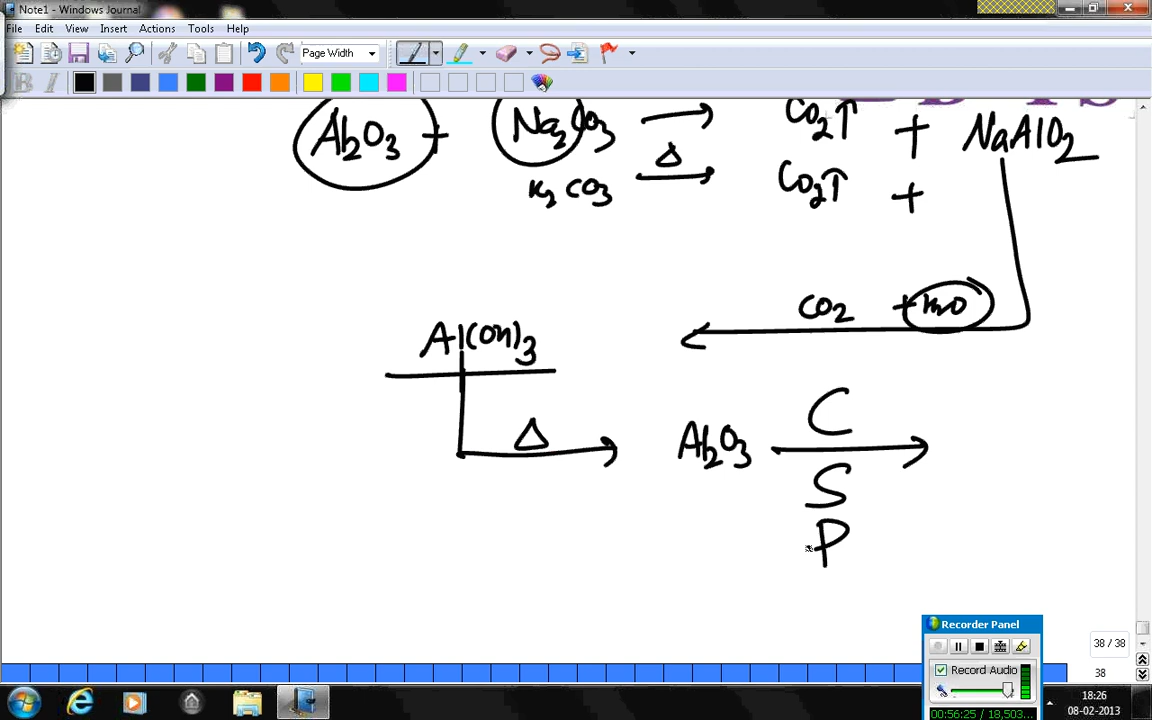 Note1 - Windows Journal
File Edit View Insert Actions Tools Help
Page Width
B I
Al2O3 + Na2CO3 → CO2↑ + NaAlO2
K2CO3 Δ→ CO2↑ +
CO2 + H2O
Al(OH)3
Δ Al2O3 C
S
P
Recorder Panel
38 / 38
Record Audio
38
00:56:25 / 18,503...
18:26
08-02-2013